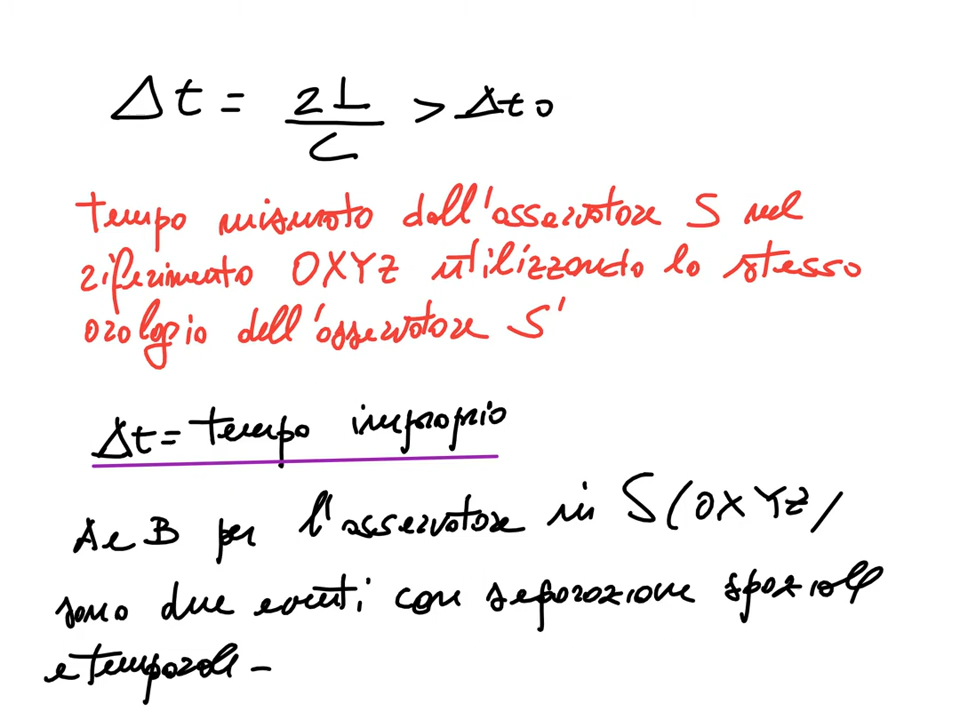 Δt = 2L/C > Δt0
tempo misurato dall'osservatore S nel
riferimento OXYZ utilizzando lo stesso
orologio dell'osservatore S'
Δt = tempo improprio
A e B per l'osservatore in S (OXYZ)
sono due eventi con separazione spaziale
e temporale -